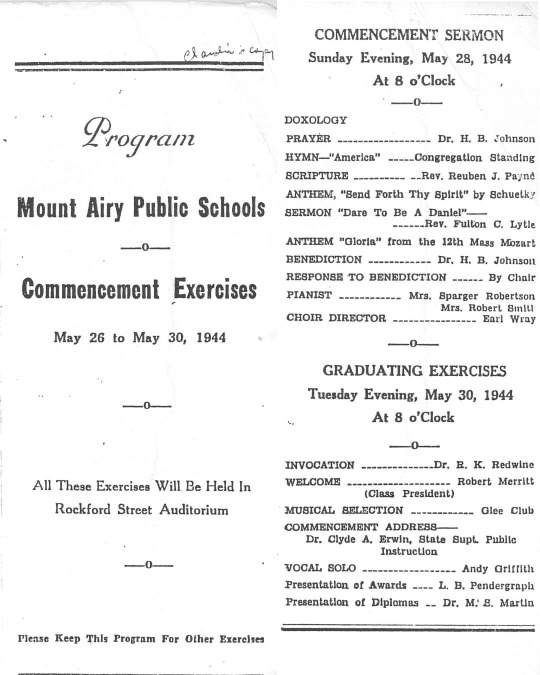 copy
Program
Mount Airy Public Schools
—o—
Commencement Exercises
May 26 to May 30, 1944
—o—
All These Exercises Will Be Held In
Rockford Street Auditorium
—o—
Please Keep This Program For Other Exercises
COMMENCEMENT SERMON
Sunday Evening, May 28, 1944
At 8 o'Clock
—o—
DOXOLOGY
PRAYER ---------------- Dr. H. B. Johnson
HYMN—"America" -----Congregation Standing
SCRIPTURE ---------- --Rev. Reuben J. Payne
ANTHEM, "Send Forth Thy Spirit" by Schuetky
SERMON "Dare To Be A Daniel"—
------Rev. Fulton C. Lytle
ANTHEM "Gloria" from the 12th Mass Mozart
BENEDICTION ------------ Dr. H. B. Johnson
RESPONSE TO BENEDICTION ------ By Choir
PIANIST ----------- Mrs. Sparger Robertson
Mrs. Robert Smith
CHOIR DIRECTOR --------------- Earl Wray
—o—
GRADUATING EXERCISES
Tuesday Evening, May 30, 1944
At 8 o'Clock
—o—
INVOCATION -------------Dr. R. K. Redwine
WELCOME ------------------- Robert Merritt
(Class President)
MUSICAL SELECTION ------------ Glee Club
COMMENCEMENT ADDRESS—
Dr. Clyde A. Erwin, State Supt. Public
Instruction
VOCAL SOLO ----------------- Andy Griffith
Presentation of Awards ---- L. B. Pendergraph
Presentation of Diplomas -- Dr. M. S. Martin